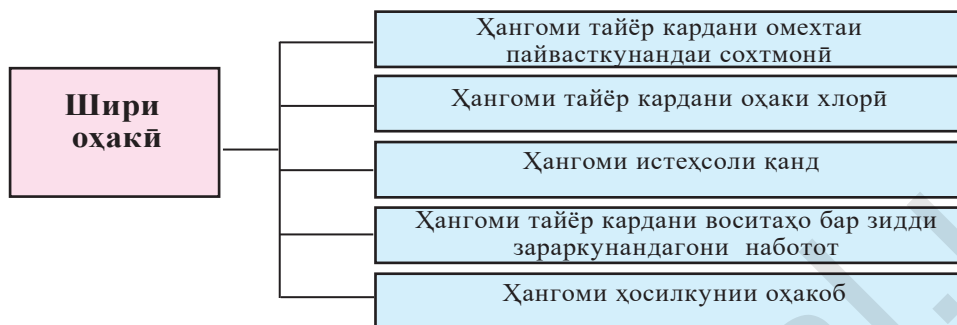 Шири
оҳакӣ
Ҳангоми тайёр кардани омехтаи
пайвасткунандаи сохтмонӣ
Ҳангоми тайёр кардани оҳаки хлорӣ
Ҳангоми истеҳсоли қанд
Ҳангоми тайёр кардани воситаҳо бар зидди
зараркунандагони наботот
Ҳангоми ҳосилкунии оҳакоб